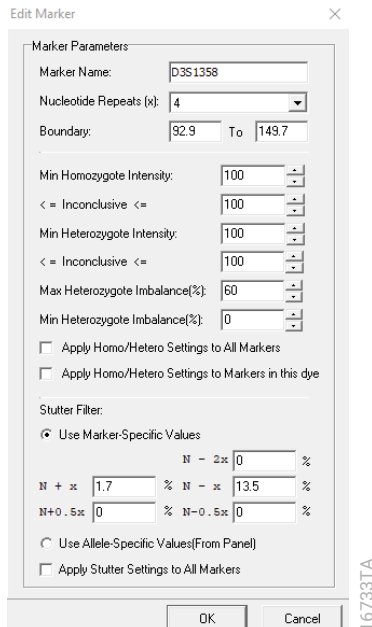 Edit Marker
Marker Parameters
Marker Name: D3S1358
Nucleotide Repeats (x): 4
Boundary: 92.9 To 149.7
Min Homozygote Intensity: 100
< = Inconclusive <= 100
Min Heterozygote Intensity: 100
< = Inconclusive <= 100
Max Heterozygote Imbalance(%): 60
Min Heterozygote Imbalance(%): 0
Apply Homo/Hetero Settings to All Markers
Apply Homo/Hetero Settings to Markers in this dye
Stutter Filter:
Use Marker-Specific Values
N - 2x 0 %
N + x 1.7 % N - x 13.5 %
N+0.5x 0 % N-0.5x 0 %
Use Allele-Specific Values(From Panel)
Apply Stutter Settings to All Markers
OK Cancel